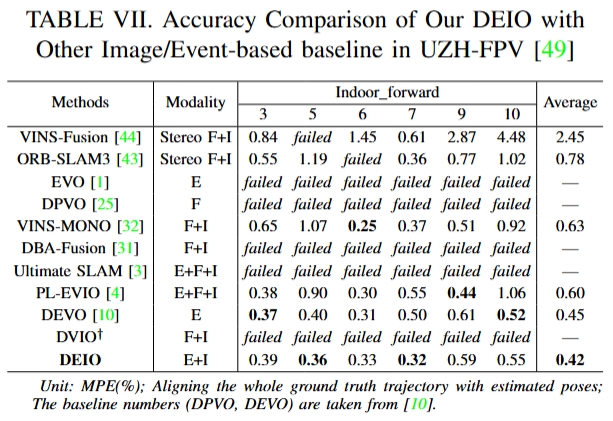 TABLE VII. Accuracy Comparison of Our DEIO with
Other Image/Event-based baseline in UZH-FPV [49]
Methods Modality Indoor_forward Average
3 5 6 7 9 10
VINS-Fusion [44] Stereo F+I 0.84 failed 1.45 0.61 2.87 4.48 2.45
ORB-SLAM3 [43] Stereo F+I 0.55 1.19 failed 0.36 0.77 1.02 0.78
EVO [1] E failed failed failed failed failed failed —
DPVO [25] F failed failed failed failed failed failed —
VINS-MONO [32] F+I 0.65 1.07 0.25 0.37 0.51 0.92 0.63
DBA-Fusion [31] F+I failed failed failed failed failed failed —
Ultimate SLAM [3] E+F+I failed failed failed failed failed failed —
PL-EVIO [4] E+F+I 0.38 0.90 0.30 0.55 0.44 1.06 0.60
DEVO [10] E 0.37 0.40 0.31 0.50 0.61 0.52 0.45
DVIO† F+I failed failed failed failed failed failed —
DEIO E+I 0.39 0.36 0.33 0.32 0.59 0.55 0.42
Unit: MPE(%); Aligning the whole ground truth trajectory with estimated poses;
The baseline numbers (DPVO, DEVO) are taken from [10].